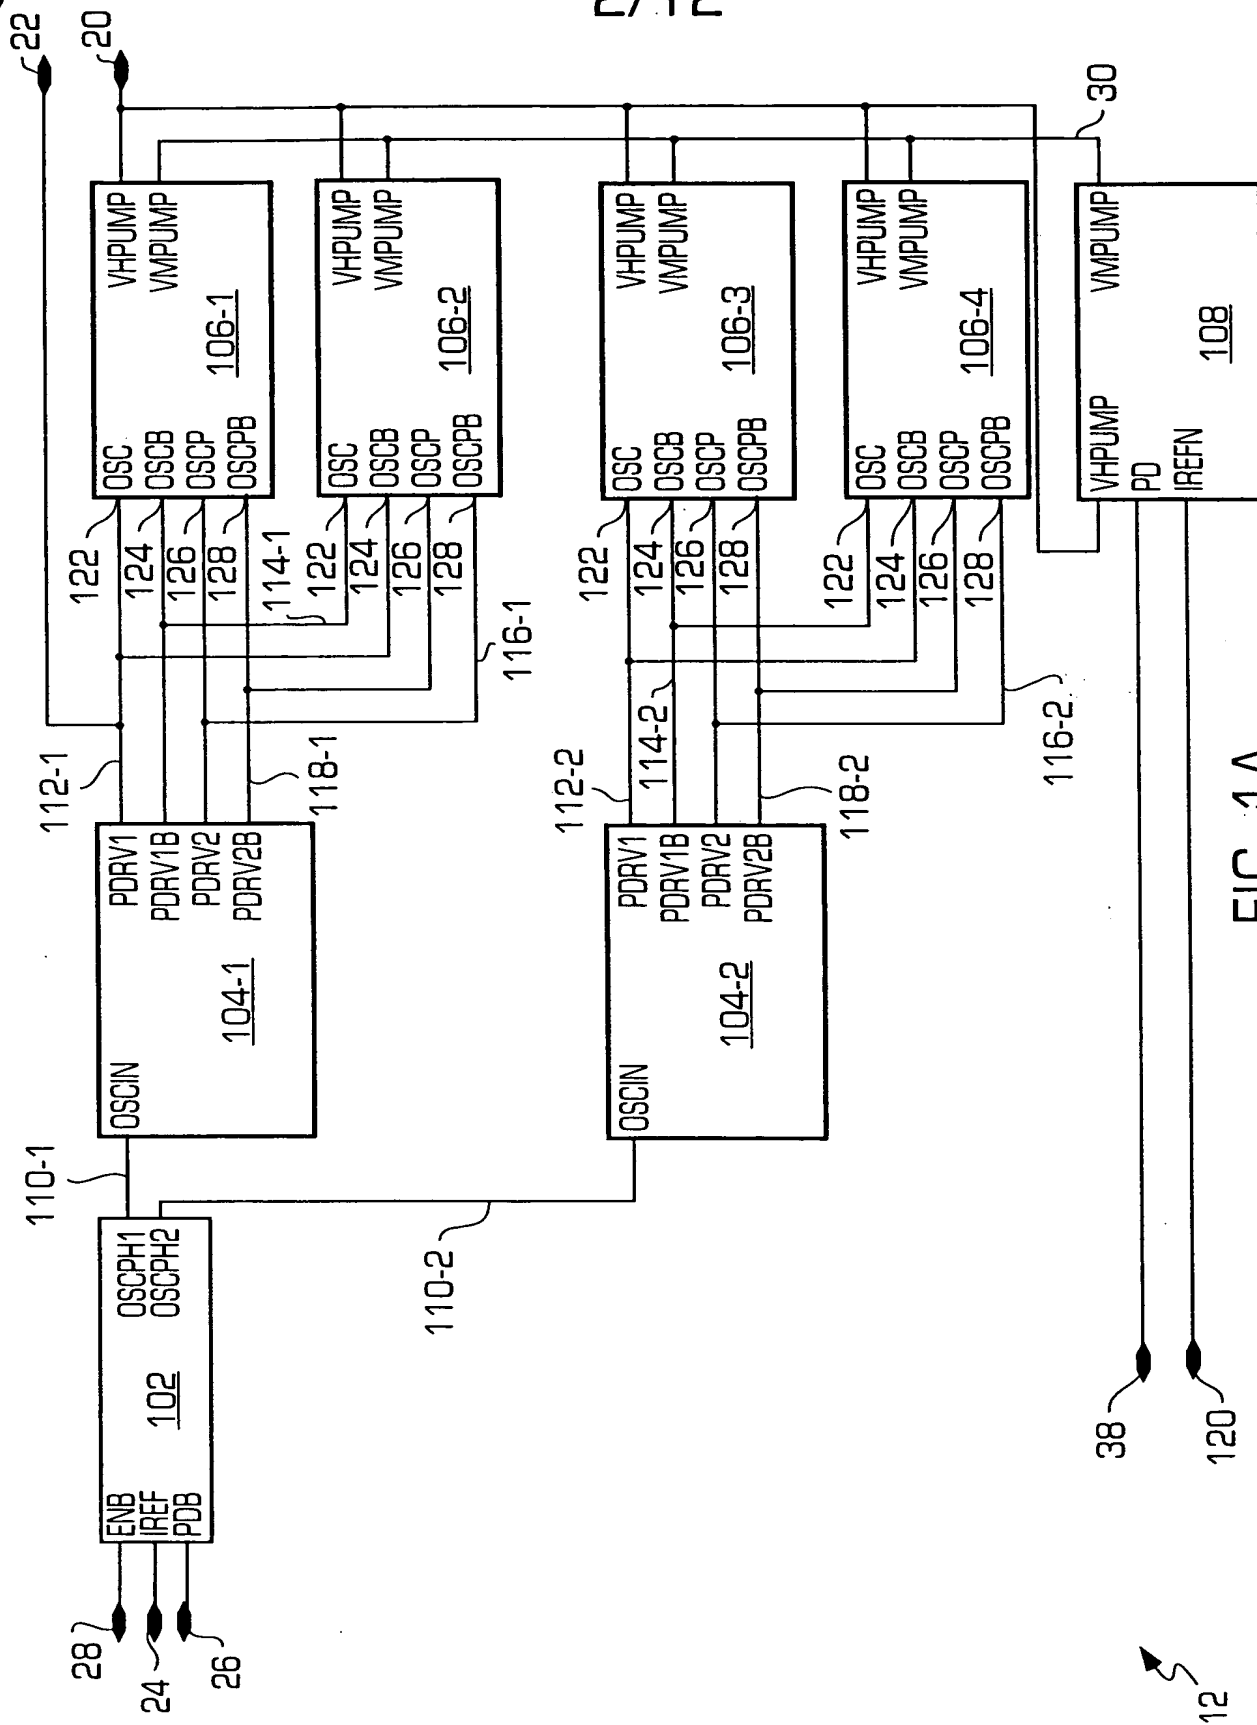 2/12
FIG. 1A
12
28
24
26
ENB
IREF
PDB
102
OSCPH1
OSCPH2
110-1
110-2
OSCIN
104-1
PDRV1
PDRV1B
PDRV2
PDRV2B
112-1
118-1
114-1
116-1
22
20
122
124
126
128
OSC
OSCB
OSCP
OSCPB
106-1
VHPUMP
VMPUMP
122
124
126
128
OSC
OSCB
OSCP
OSCPB
106-2
VHPUMP
VMPUMP
OSCIN
104-2
PDRV1
PDRV1B
PDRV2
PDRV2B
112-2
114-2
118-2
116-2
122
124
126
128
OSC
OSCB
OSCP
OSCPB
106-3
VHPUMP
VMPUMP
122
124
126
128
OSC
OSCB
OSCP
OSCPB
106-4
VHPUMP
VMPUMP
30
38
120
VHPUMP
PD
IREFN
108
VMPUMP